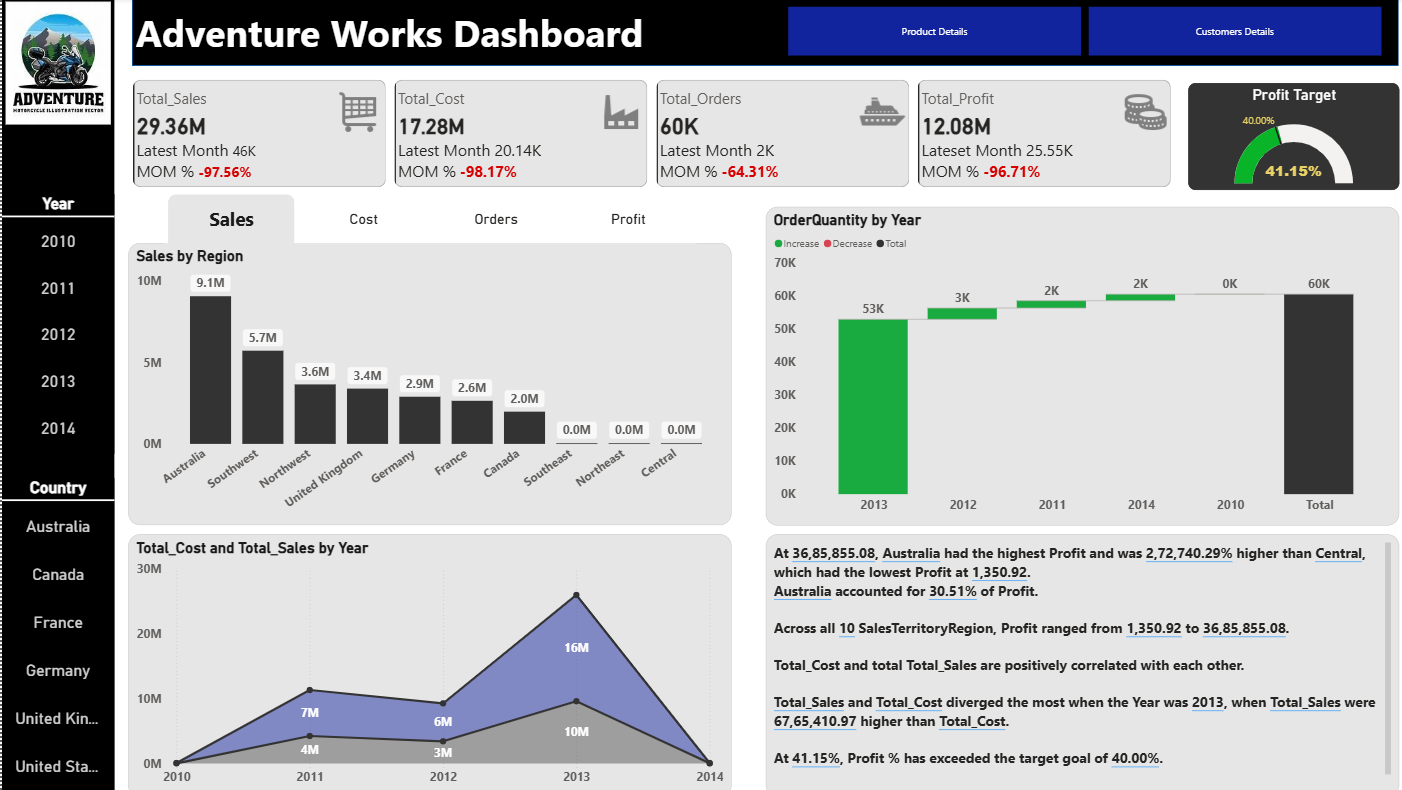 ADVENTURE
MOTORCYCLE ILLUSTRATION VECTOR
Adventure Works Dashboard
Product Details
Customers Details
Total_Sales
29.36M
Latest Month 46K
MOM % -97.56%
Total_Cost
17.28M
Latest Month 20.14K
MOM % -98.17%
Total_Orders
60K
Latest Month 2K
MOM % -64.31%
Total_Profit
12.08M
Lateset Month 25.55K
MOM % -96.71%
Profit Target
40.00%
41.15%
Year
2010
2011
2012
2013
2014
Country
Australia
Canada
France
Germany
United Kin...
United Sta...
Sales
Cost
Orders
Profit
Sales by Region
10M
5M
0M
9.1M
5.7M
3.6M
3.4M
2.9M
2.6M
2.0M
0.0M
0.0M
0.0M
Australia
Southwest
Northwest
United Kingdom
Germany
France
Canada
Southeast
Northeast
Central
OrderQuantity by Year
Increase Decrease Total
70K
60K
50K
40K
30K
20K
10K
0K
53K
3K
2K
2K
0K
60K
2013
2012
2011
2014
2010
Total
Total_Cost and Total_Sales by Year
30M
20M
10M
0M
7M
4M
6M
3M
16M
10M
2010
2011
2012
2013
2014
At 36,85,855.08, Australia had the highest Profit and was 2,72,740.29% higher than Central,
which had the lowest Profit at 1,350.92.
Australia accounted for 30.51% of Profit.
Across all 10 SalesTerritoryRegion, Profit ranged from 1,350.92 to 36,85,855.08.
Total_Cost and total Total_Sales are positively correlated with each other.
Total_Sales and Total_Cost diverged the most when the Year was 2013, when Total_Sales were
67,65,410.97 higher than Total_Cost.
At 41.15%, Profit % has exceeded the target goal of 40.00%.